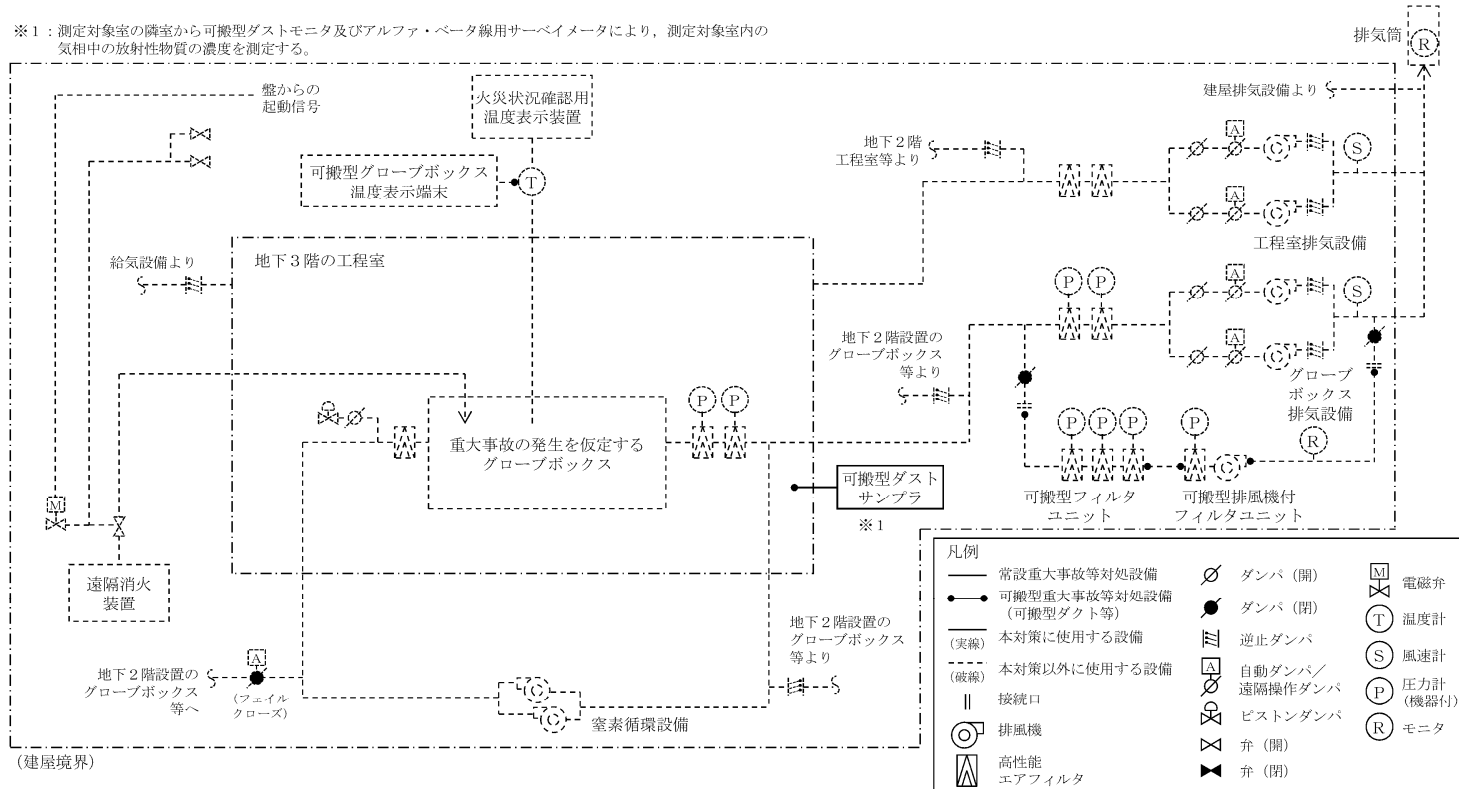 ※1：測定対象室の隣室から可搬型ダストモニタ及びアルファ・ベータ線用サーベイメータにより，測定対象室内の
気相中の放射性物質の濃度を測定する。
排気筒
R
盤からの
起動信号
火災状況確認用
温度表示装置
建屋排気設備より
地下２階
工程室等より
A
S
可搬型グローブボックス
温度表示端末
T
A
工程室排気設備
地下３階の工程室
給気設備より
P
P
A
S
地下２階設置の
グローブボックス
等より
A
グローブ
ボックス
排気設備
P
P
重大事故の発生を仮定する
グローブボックス
P
P
P
P
R
可搬型ダスト
サンプラ
※1
可搬型フィルタ
ユニット
可搬型排風機付
フィルタユニット
M
遠隔消火
装置
地下２階設置の
グローブボックス
等へ
A
(フェイル
クローズ)
窒素循環設備
地下２階設置の
グローブボックス
等より
(建屋境界)
凡例
常設重大事故等対処設備
可搬型重大事故等対処設備
(可搬型ダクト等)
(実線)
本対策に使用する設備
(破線)
本対策以外に使用する設備
接続口
排風機
高性能
エアフィルタ
ダンパ（開）
ダンパ（閉）
逆止ダンパ
A
自動ダンパ／
遠隔操作ダンパ
ピストンダンパ
弁（開）
弁（閉）
M
電磁弁
T
温度計
S
風速計
P
圧力計
(機器付)
R
モニタ